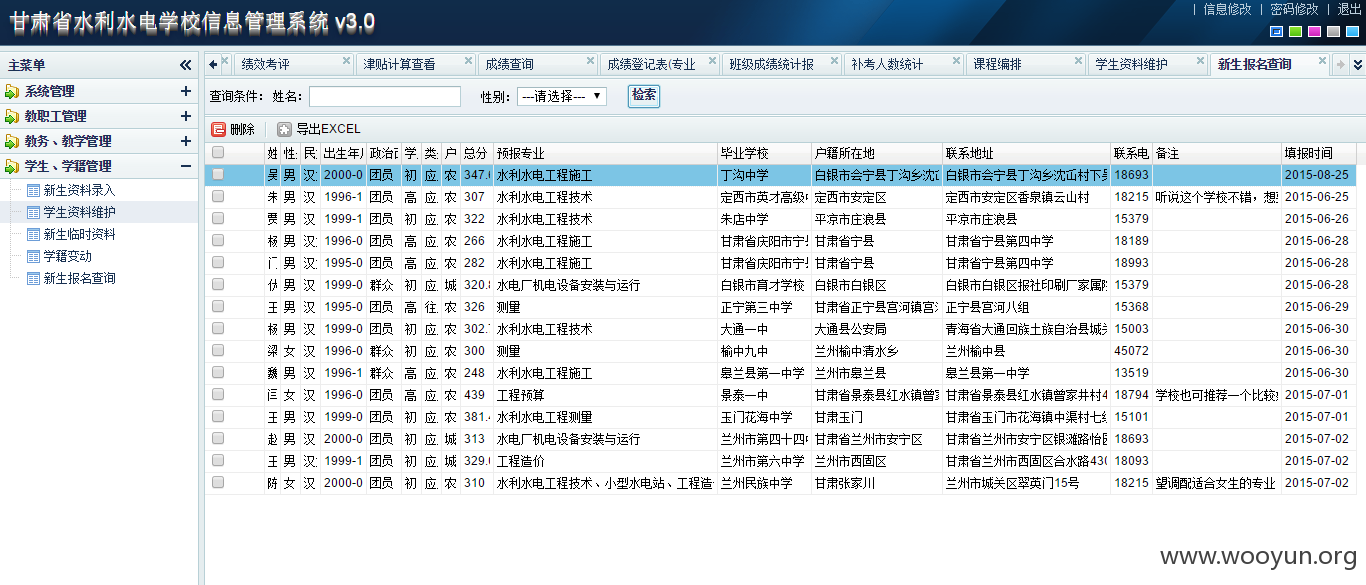 甘肃省水利水电学校信息管理系统 v3.0
| 信息修改 | 密码修改 | 退出
主菜单
系统管理
教职工管理
教务、教学管理
学生、学籍管理
新生资料录入
学生资料维护
新生临时资料
学籍变动
新生报名查询
绩效考评 津贴计算查看 成绩查询 成绩登记表(专业 班级成绩统计报 补考人数统计 课程编排 学生资料维护 新生报名查询
查询条件: 姓名: 性别: ---请选择--- 检索
删除 导出EXCEL
姓 性 民 出生年 政治面 学 类 户 总分 预报专业 毕业学校 户籍所在地 联系地址 联系电 备注 填报时间
吴 男 汉 2000-0 团员 初 应 农 347. 水利水电工程施工 丁沟中学 白银市会宁县丁沟乡沈 白银市会宁县丁沟乡沈 村下 18693 2015-08-25
朱 男 汉 1996-1 团员 高 应 农 307 水利水电工程技术 定西市英才高级 定西市安定区 定西市安定区香泉镇云山村 18215 听说这个学校不错，想 2015-06-25
男 汉 1999-1 团员 初 应 农 322 水利水电工程技术 朱店中学 平凉市庄浪县 平凉市庄浪县 15379 2015-06-26
杨 男 汉 1996-0 团员 高 应 农 266 水利水电工程施工 甘肃省庆阳市宁 甘肃省宁县 甘肃省宁县第四中学 18189 2015-06-28
男 汉 1995-0 团员 高 应 农 282 水利水电工程施工 甘肃省庆阳市宁 甘肃省宁县 甘肃省宁县第四中学 18993 2015-06-28
男 汉 1999-0 群众 初 应 城 320. 水电厂机电设备安装与运行 白银市育才学校 白银市白银区 白银市白银区报社印刷厂家属 15379 2015-06-28
王 男 汉 1995-0 团员 高 往 农 326 测量 正宁第三中学 甘肃省正宁县宫河镇宫 正宁县宫河八组 15368 2015-06-29
杨 男 汉 1999-0 团员 初 应 农 302. 水利水电工程技术 大通一中 大通县公安局 青海省大通回族土族自治县城 15003 2015-06-30
梁 女 汉 1996-0 群众 初 应 农 300 测量 榆中九中 兰州榆中清水乡 兰州榆中县 45072 2015-06-30
魏 男 汉 1996-1 群众 高 应 农 248 水利水电工程施工 皋兰县第一中学 兰州市皋兰县 皋兰县第一中学 13519 2015-06-30
女 汉 1996-0 团员 高 应 农 439 工程预算 景泰一中 甘肃省景泰县红水镇曾 甘肃省景泰县红水镇曾家井村4 18794 学校也可推荐一个比较 2015-07-01
王 男 汉 1999-0 团员 初 应 农 381. 水利水电工程测量 玉门花海中学 甘肃玉门 甘肃省玉门市花海镇中渠村七 15101 2015-07-01
赵 男 汉 2000-0 团员 初 应 城 313 水电厂机电设备安装与运行 兰州市第四十四 甘肃省兰州市安宁区 甘肃省兰州市安宁区银滩路怡 18693 2015-07-02
王 男 汉 1999-1 团员 初 应 城 329. 工程造价 兰州市第六中学 兰州市西固区 甘肃省兰州市西固区合水路430 18093 2015-07-02
陈 女 汉 2000-0 团员 初 应 农 310 水利水电工程技术、小型水电站、工程造 兰州民族中学 甘肃张家川 兰州市城关区翠英门15号 18215 望调配适合女生的专业 2015-07-02
www.wooyun.org